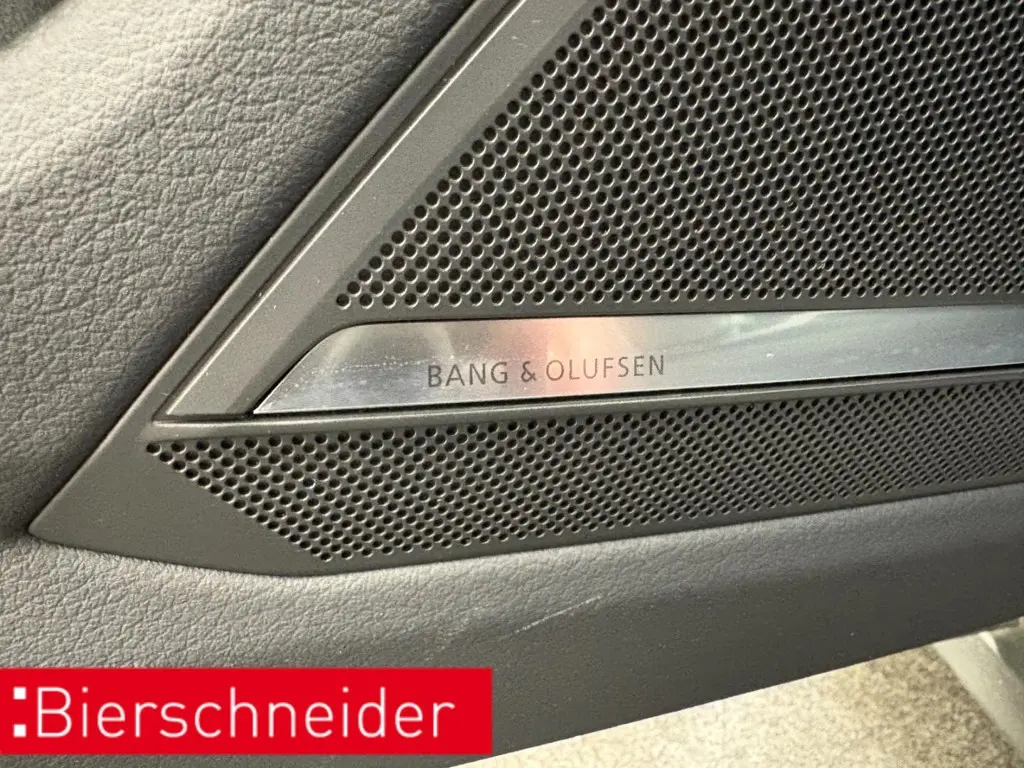 BANG & OLUFSEN
:Bierschneider